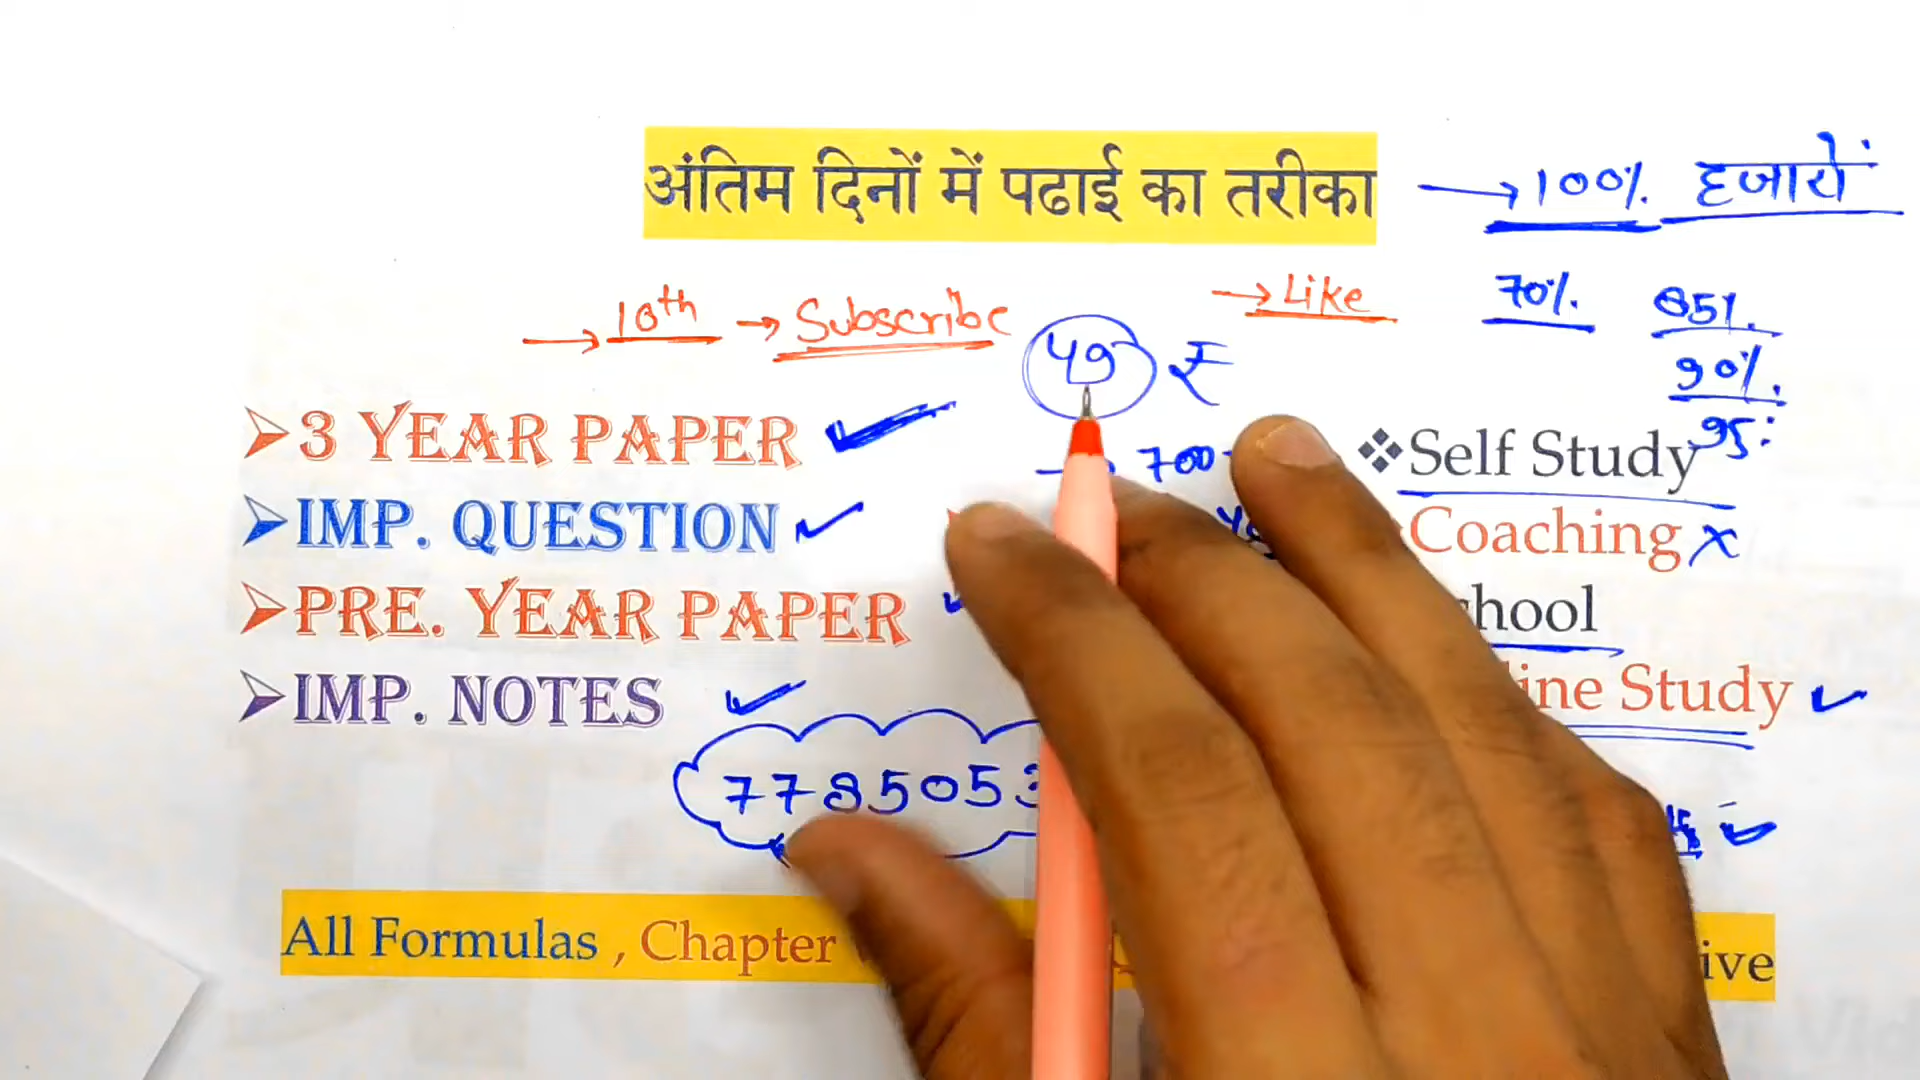 अंतिम दिनों में पढाई का तरीका → 100% हजारों
→ 10th → Subscribe → Like 70% 85%
49 ₹ 90%
➢3 YEAR PAPER ✓ 95
→ 700 ❖Self Study
➢IMP. QUESTION ✓ Coaching ×
➢PRE. YEAR PAPER hool
➢IMP. NOTES ✓ ine Study ✓
7785053
All Formulas , Chapter ive